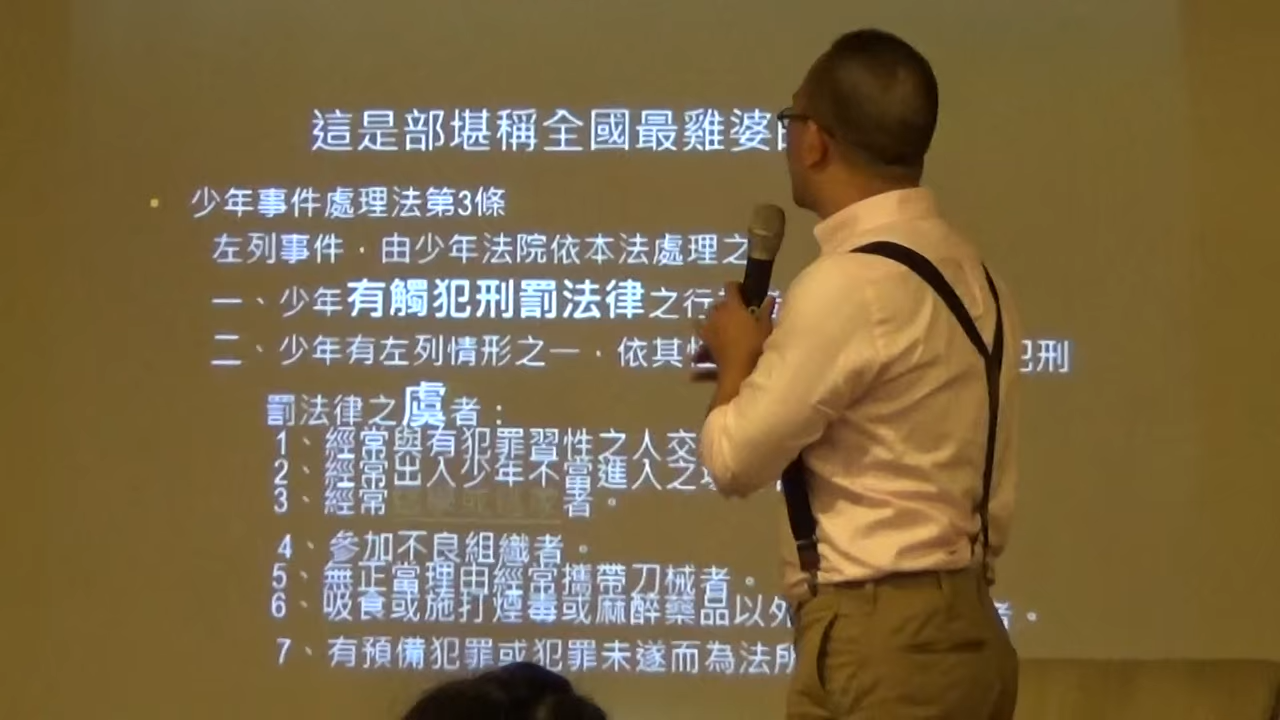 這是部堪稱全國最雞婆
少年事件處理法第3條
左列事件，由少年法院依本法處理之
一、少年有觸犯刑罰法律之行
二、少年有左列情形之一，依其 犯刑
罰法律之虞者：
1、經常與有犯罪習性之人交
2、經常出入少年不當進入之場
3、經常 者。
4、參加不良組織者。
5、無正當理由經常攜帶刀械者。
6、吸食或施打煙毒或麻醉藥品以外 者。
7、有預備犯罪或犯罪未遂而為法所